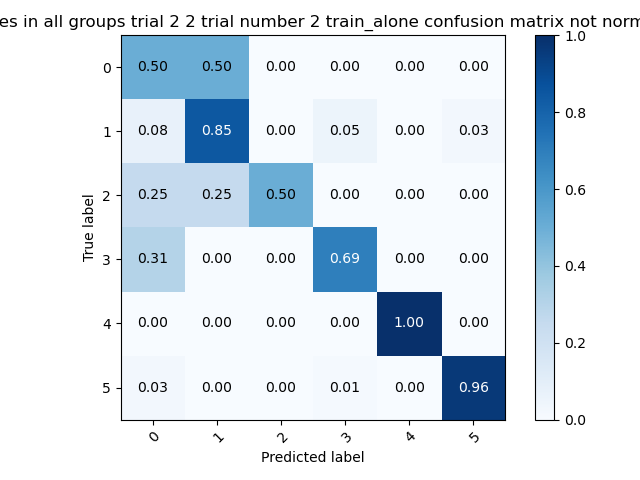 es in all groups trial 2 2 trial number 2 train_alone confusion matrix not norm
0 0.50 0.50 0.00 0.00 0.00 0.00
1 0.08 0.85 0.00 0.05 0.00 0.03
2 0.25 0.25 0.50 0.00 0.00 0.00
3 0.31 0.00 0.00 0.69 0.00 0.00
4 0.00 0.00 0.00 0.00 1.00 0.00
5 0.03 0.00 0.00 0.01 0.00 0.96
0 1 2 3 4 5
True label
Predicted label
1.0
0.8
0.6
0.4
0.2
0.0